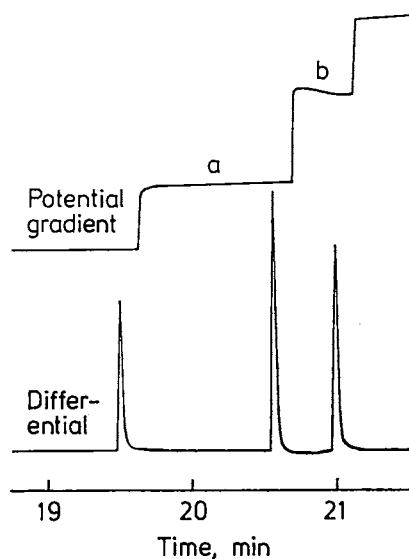 b
a
Potential
gradient
Differ-
ential
19 20 21
Time, min